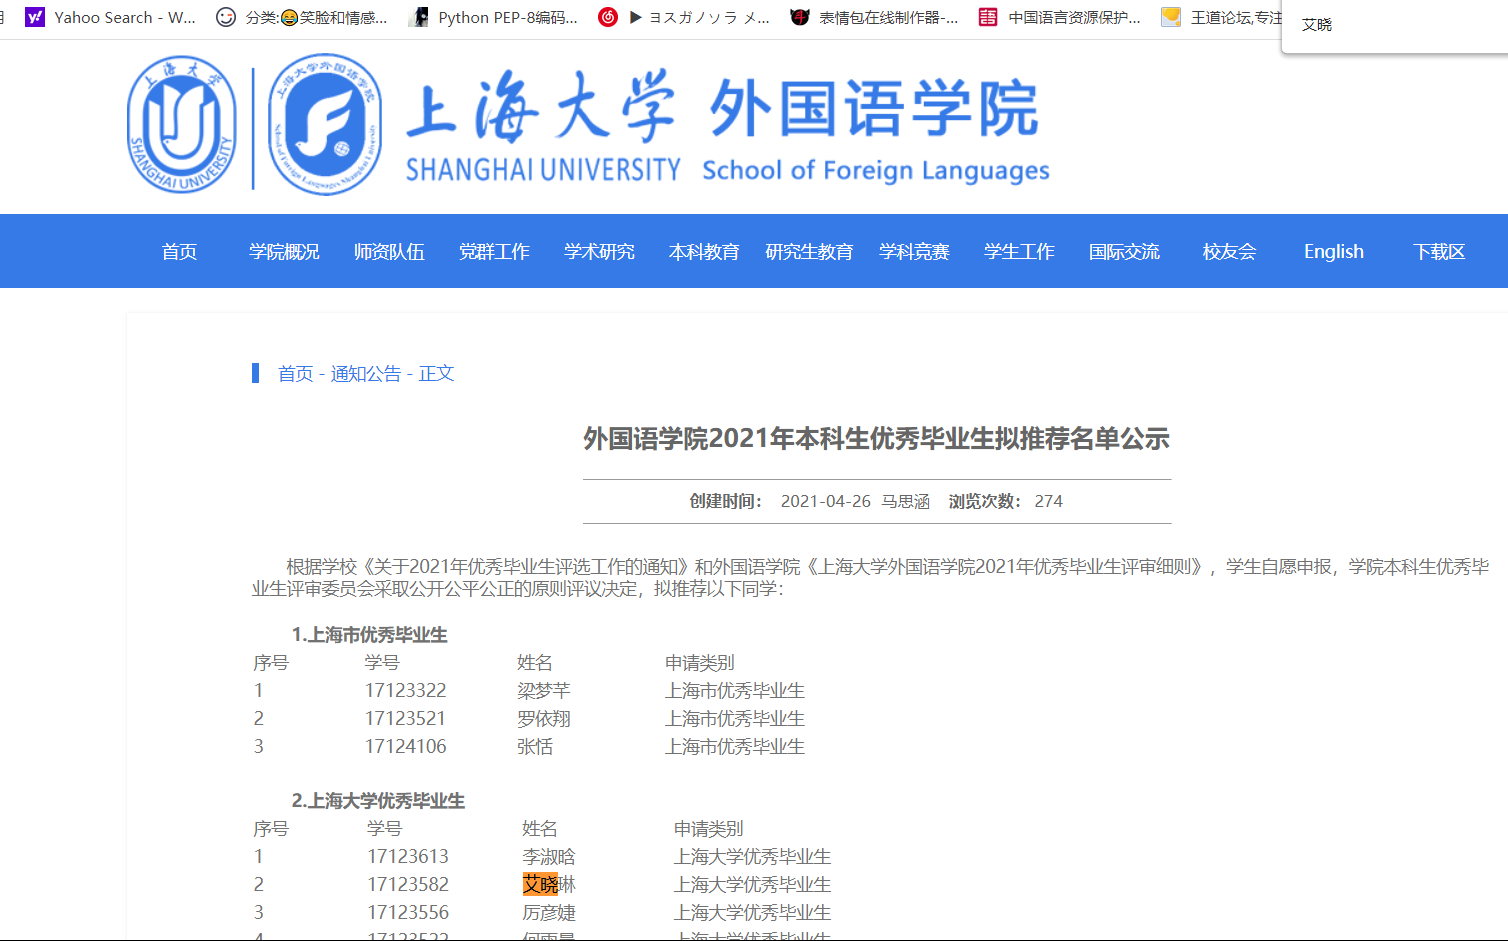 Yahoo Search - W... 分类:😂笑脸和情感... Python PEP-8编码... ▶ ヨスガノソラ メ... 表情包在线制作器-... 中国语言资源保护... 王道论坛,专注
艾晓
上海大学 外国语学院
SHANGHAI UNIVERSITY School of Foreign Languages
首页 学院概况 师资队伍 党群工作 学术研究 本科教育 研究生教育 学科竞赛 学生工作 国际交流 校友会 English 下载区
首页 - 通知公告 - 正文
外国语学院2021年本科生优秀毕业生拟推荐名单公示
创建时间： 2021-04-26 马思涵 浏览次数： 274
根据学校《关于2021年优秀毕业生评选工作的通知》和外国语学院《上海大学外国语学院2021年优秀毕业生评审细则》，学生自愿申报，学院本科生优秀毕
业生评审委员会采取公开公平公正的原则评议决定，拟推荐以下同学：
1.上海市优秀毕业生
序号 学号 姓名 申请类别
1 17123322 梁梦芊 上海市优秀毕业生
2 17123521 罗依翔 上海市优秀毕业生
3 17124106 张恬 上海市优秀毕业生
2.上海大学优秀毕业生
序号 学号 姓名 申请类别
1 17123613 李淑晗 上海大学优秀毕业生
2 17123582 艾晓琳 上海大学优秀毕业生
3 17123556 厉彦婕 上海大学优秀毕业生